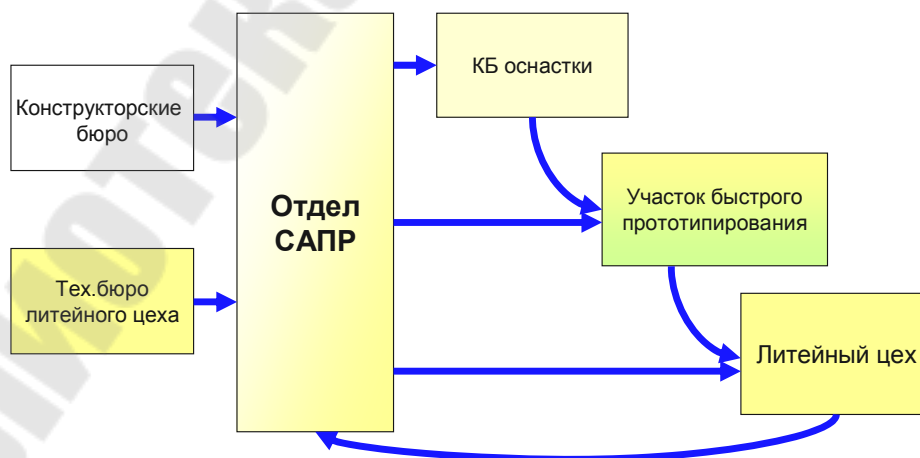 КБ оснастки
Конструкторские
бюро
Отдел
САПР
Участок быстрого
прототипирования
Тех.бюро
литейного цеха
Литейный цех